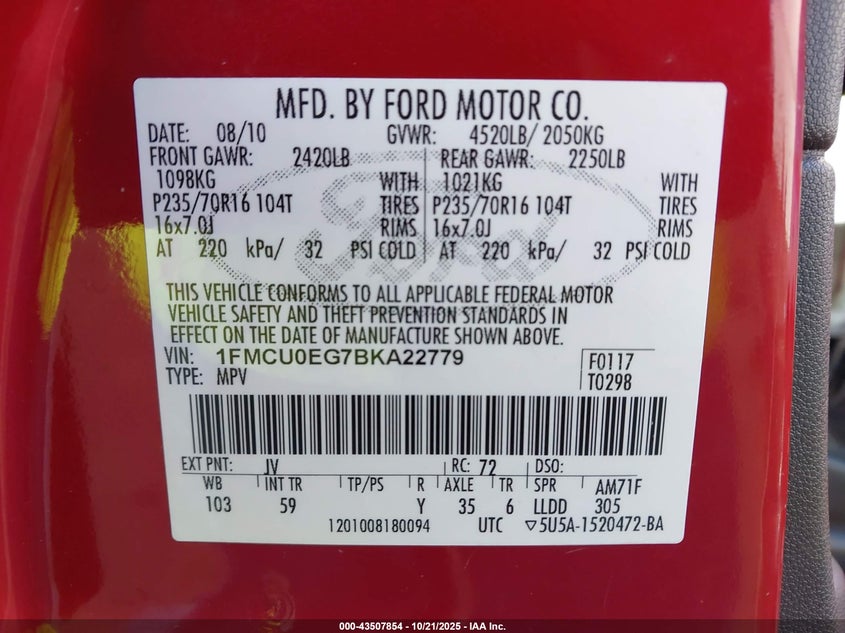 MFD. BY FORD MOTOR CO.
DATE: 08/10 GVWR: 4520LB/ 2050KG
FRONT GAWR: 2420LB REAR GAWR: 2250LB
1098KG WITH 1021KG WITH
P235/70R16 104T TIRES P235/70R16 104T TIRES
16x7.0J RIMS 16x7.0J RIMS
AT 220 kPa/ 32 PSI COLD AT 220 kPa/ 32 PSI COLD
Ford
THIS VEHICLE CONFORMS TO ALL APPLICABLE FEDERAL MOTOR
VEHICLE SAFETY AND THEFT PREVENTION STANDARDS IN
EFFECT ON THE DATE OF MANUFACTURE SHOWN ABOVE.
VIN: 1FMCU0EG7BKA22779 F0117
TYPE: MPV T0298
EXT PNT: JV RC: 72 DSO:
WB INT TR TP/PS R AXLE TR SPR AM71F
103 59 Y 35 6 LLDD 305
1201008180094 UTC ▽5U5A-1520472-BA
000-43507854 - 10/21/2025 - IAA Inc.